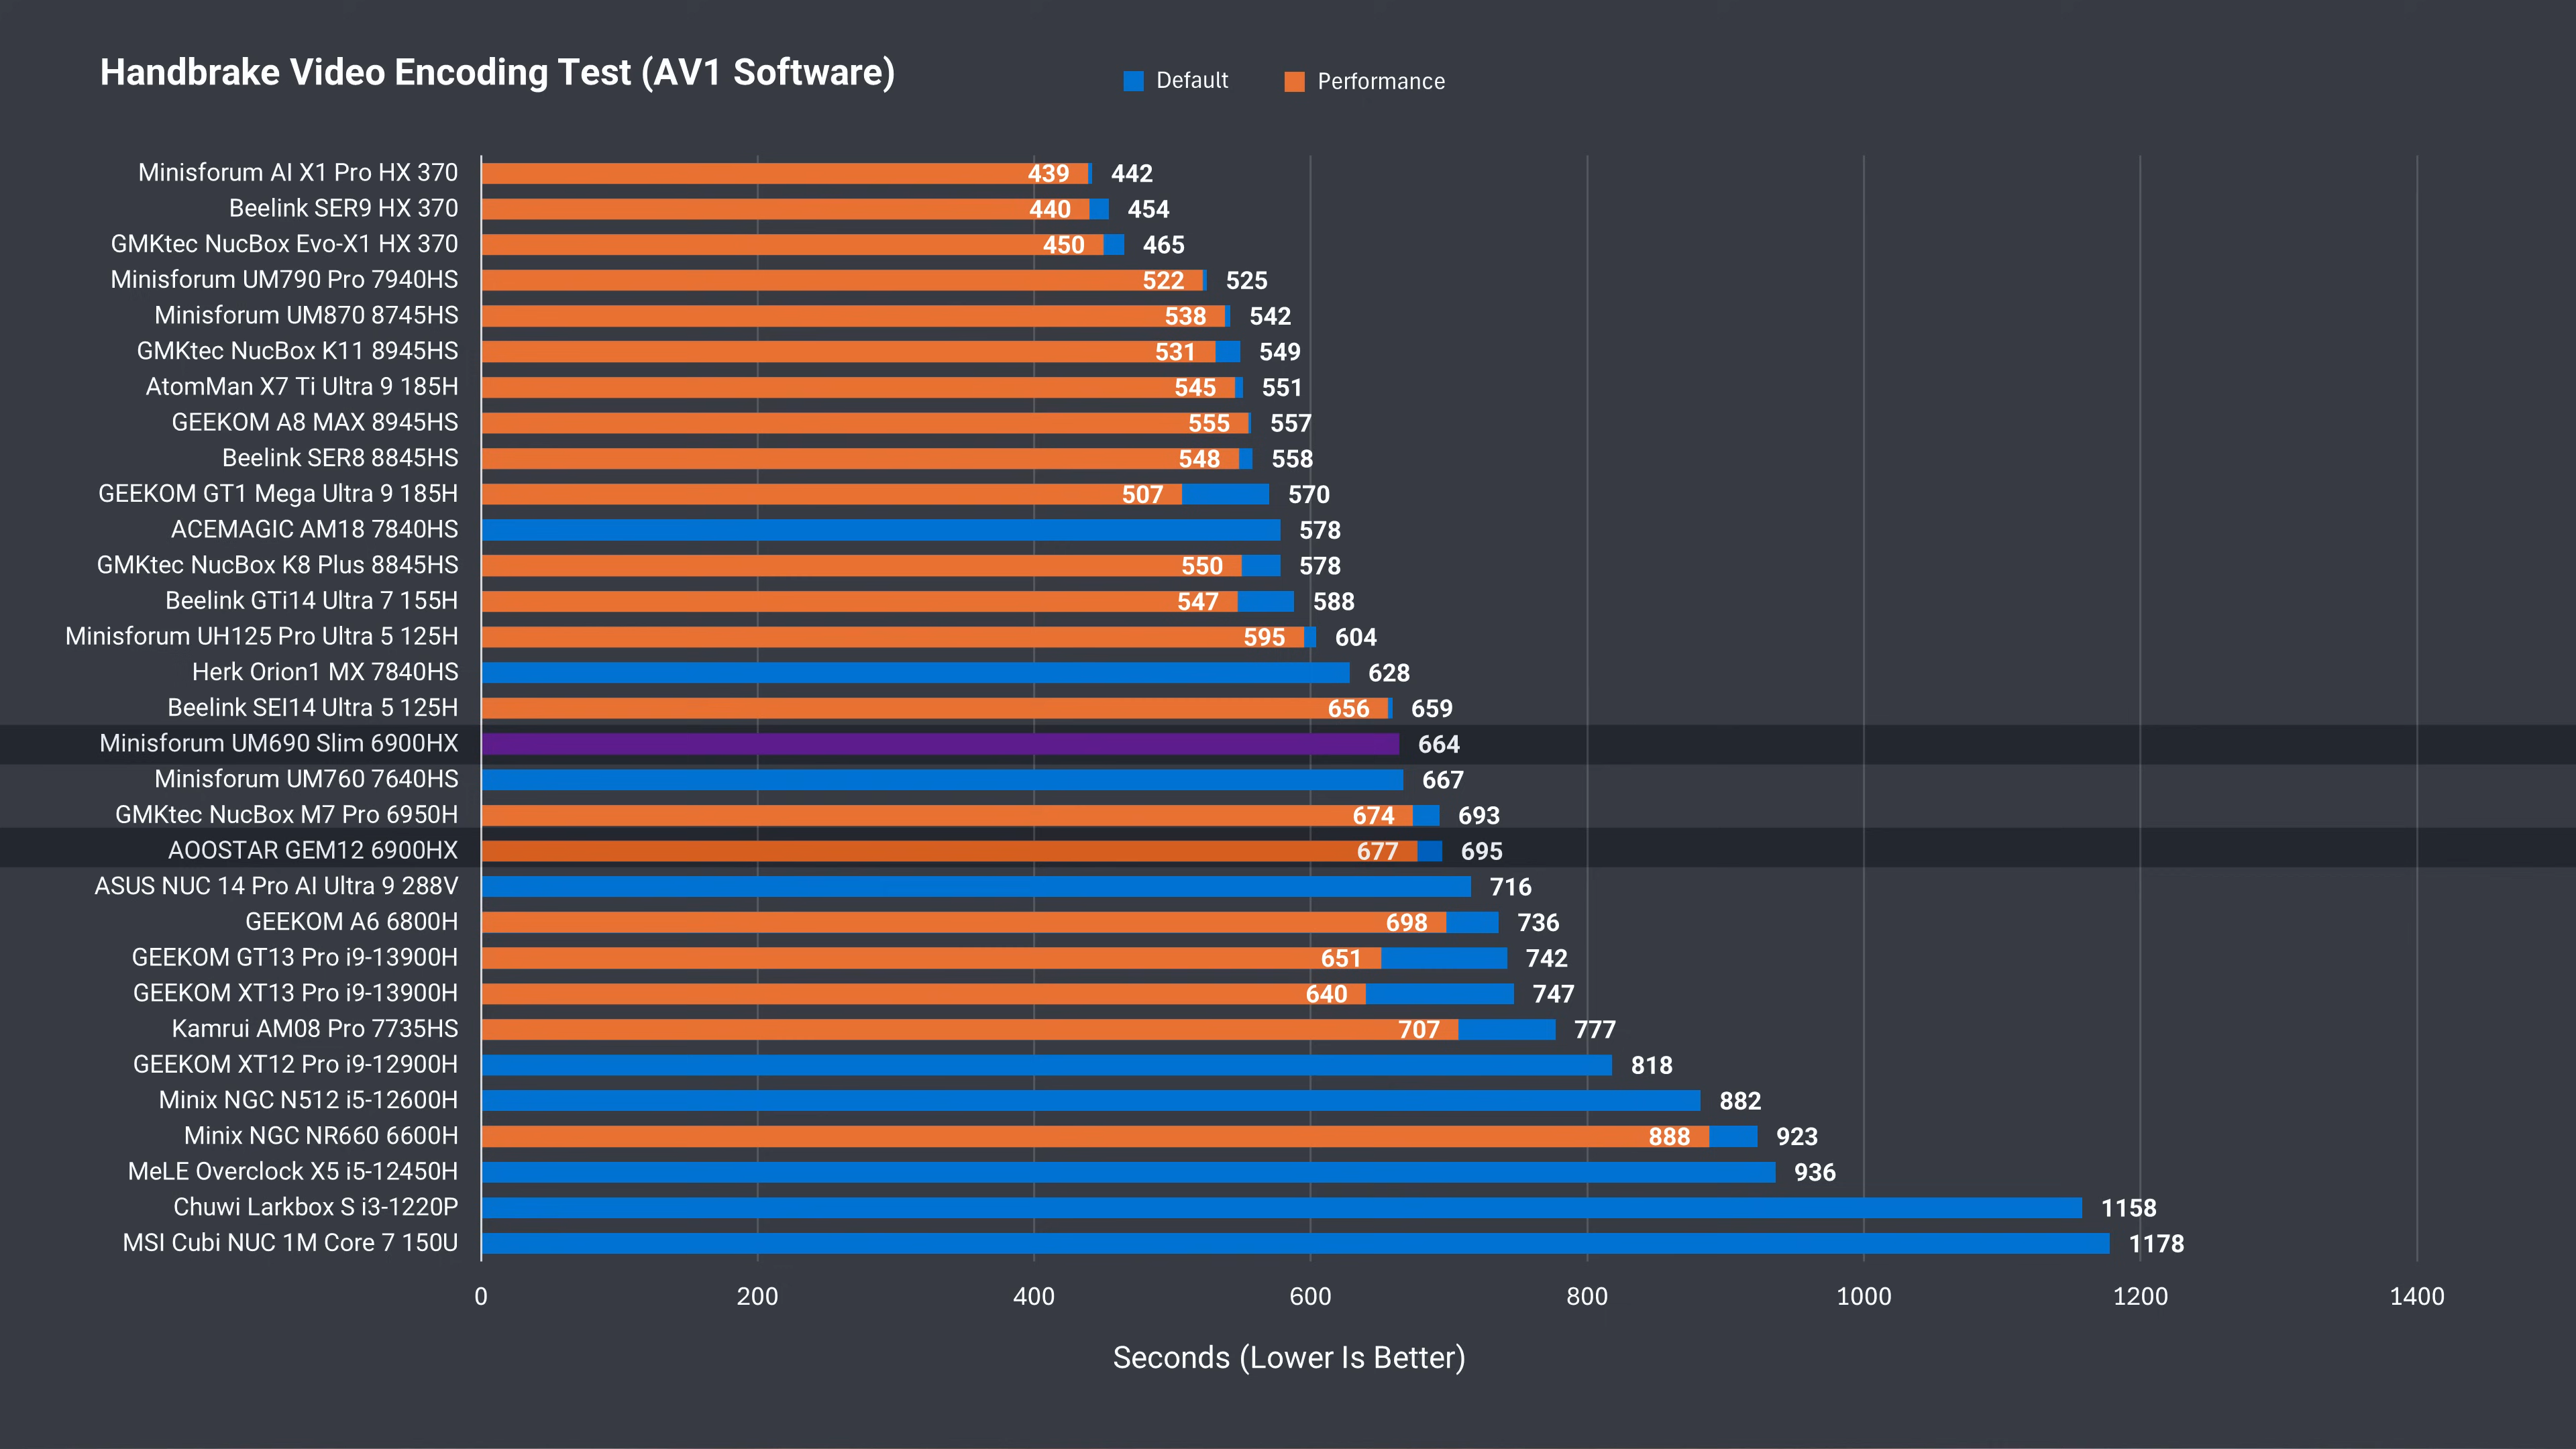 Handbrake Video Encoding Test (AV1 Software)
Default Performance
Minisforum AI X1 Pro HX 370 439 442
Beelink SER9 HX 370 440 454
GMKtec NucBox Evo-X1 HX 370 450 465
Minisforum UM790 Pro 7940HS 522 525
Minisforum UM870 8745HS 538 542
GMKtec NucBox K11 8945HS 531 549
AtomMan X7 Ti Ultra 9 185H 545 551
GEEKOM A8 MAX 8945HS 555 557
Beelink SER8 8845HS 548 558
GEEKOM GT1 Mega Ultra 9 185H 507 570
ACEMAGIC AM18 7840HS 578
GMKtec NucBox K8 Plus 8845HS 550 578
Beelink GTi14 Ultra 7 155H 547 588
Minisforum UH125 Pro Ultra 5 125H 595 604
Herk Orion1 MX 7840HS 628
Beelink SEI14 Ultra 5 125H 656 659
Minisforum UM690 Slim 6900HX 664
Minisforum UM760 7640HS 667
GMKtec NucBox M7 Pro 6950H 674 693
AOOSTAR GEM12 6900HX 677 695
ASUS NUC 14 Pro AI Ultra 9 288V 716
GEEKOM A6 6800H 698 736
GEEKOM GT13 Pro i9-13900H 651 742
GEEKOM XT13 Pro i9-13900H 640 747
Kamrui AM08 Pro 7735HS 707 777
GEEKOM XT12 Pro i9-12900H 818
Minix NGC N512 i5-12600H 882
Minix NGC NR660 6600H 888 923
MeLE Overclock X5 i5-12450H 936
Chuwi Larkbox S i3-1220P 1158
MSI Cubi NUC 1M Core 7 150U 1178
0 200 400 600 800 1000 1200 1400
Seconds (Lower Is Better)